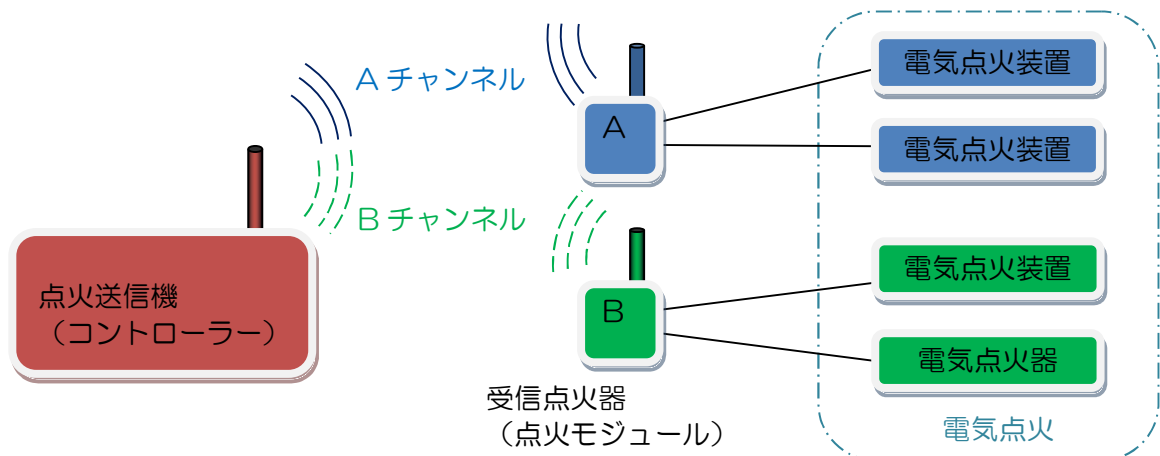 Aチャンネル
Bチャンネル
点火送信機
（コントローラー）
A
B
受信点火器
（点火モジュール）
電気点火装置
電気点火装置
電気点火装置
電気点火器
電気点火